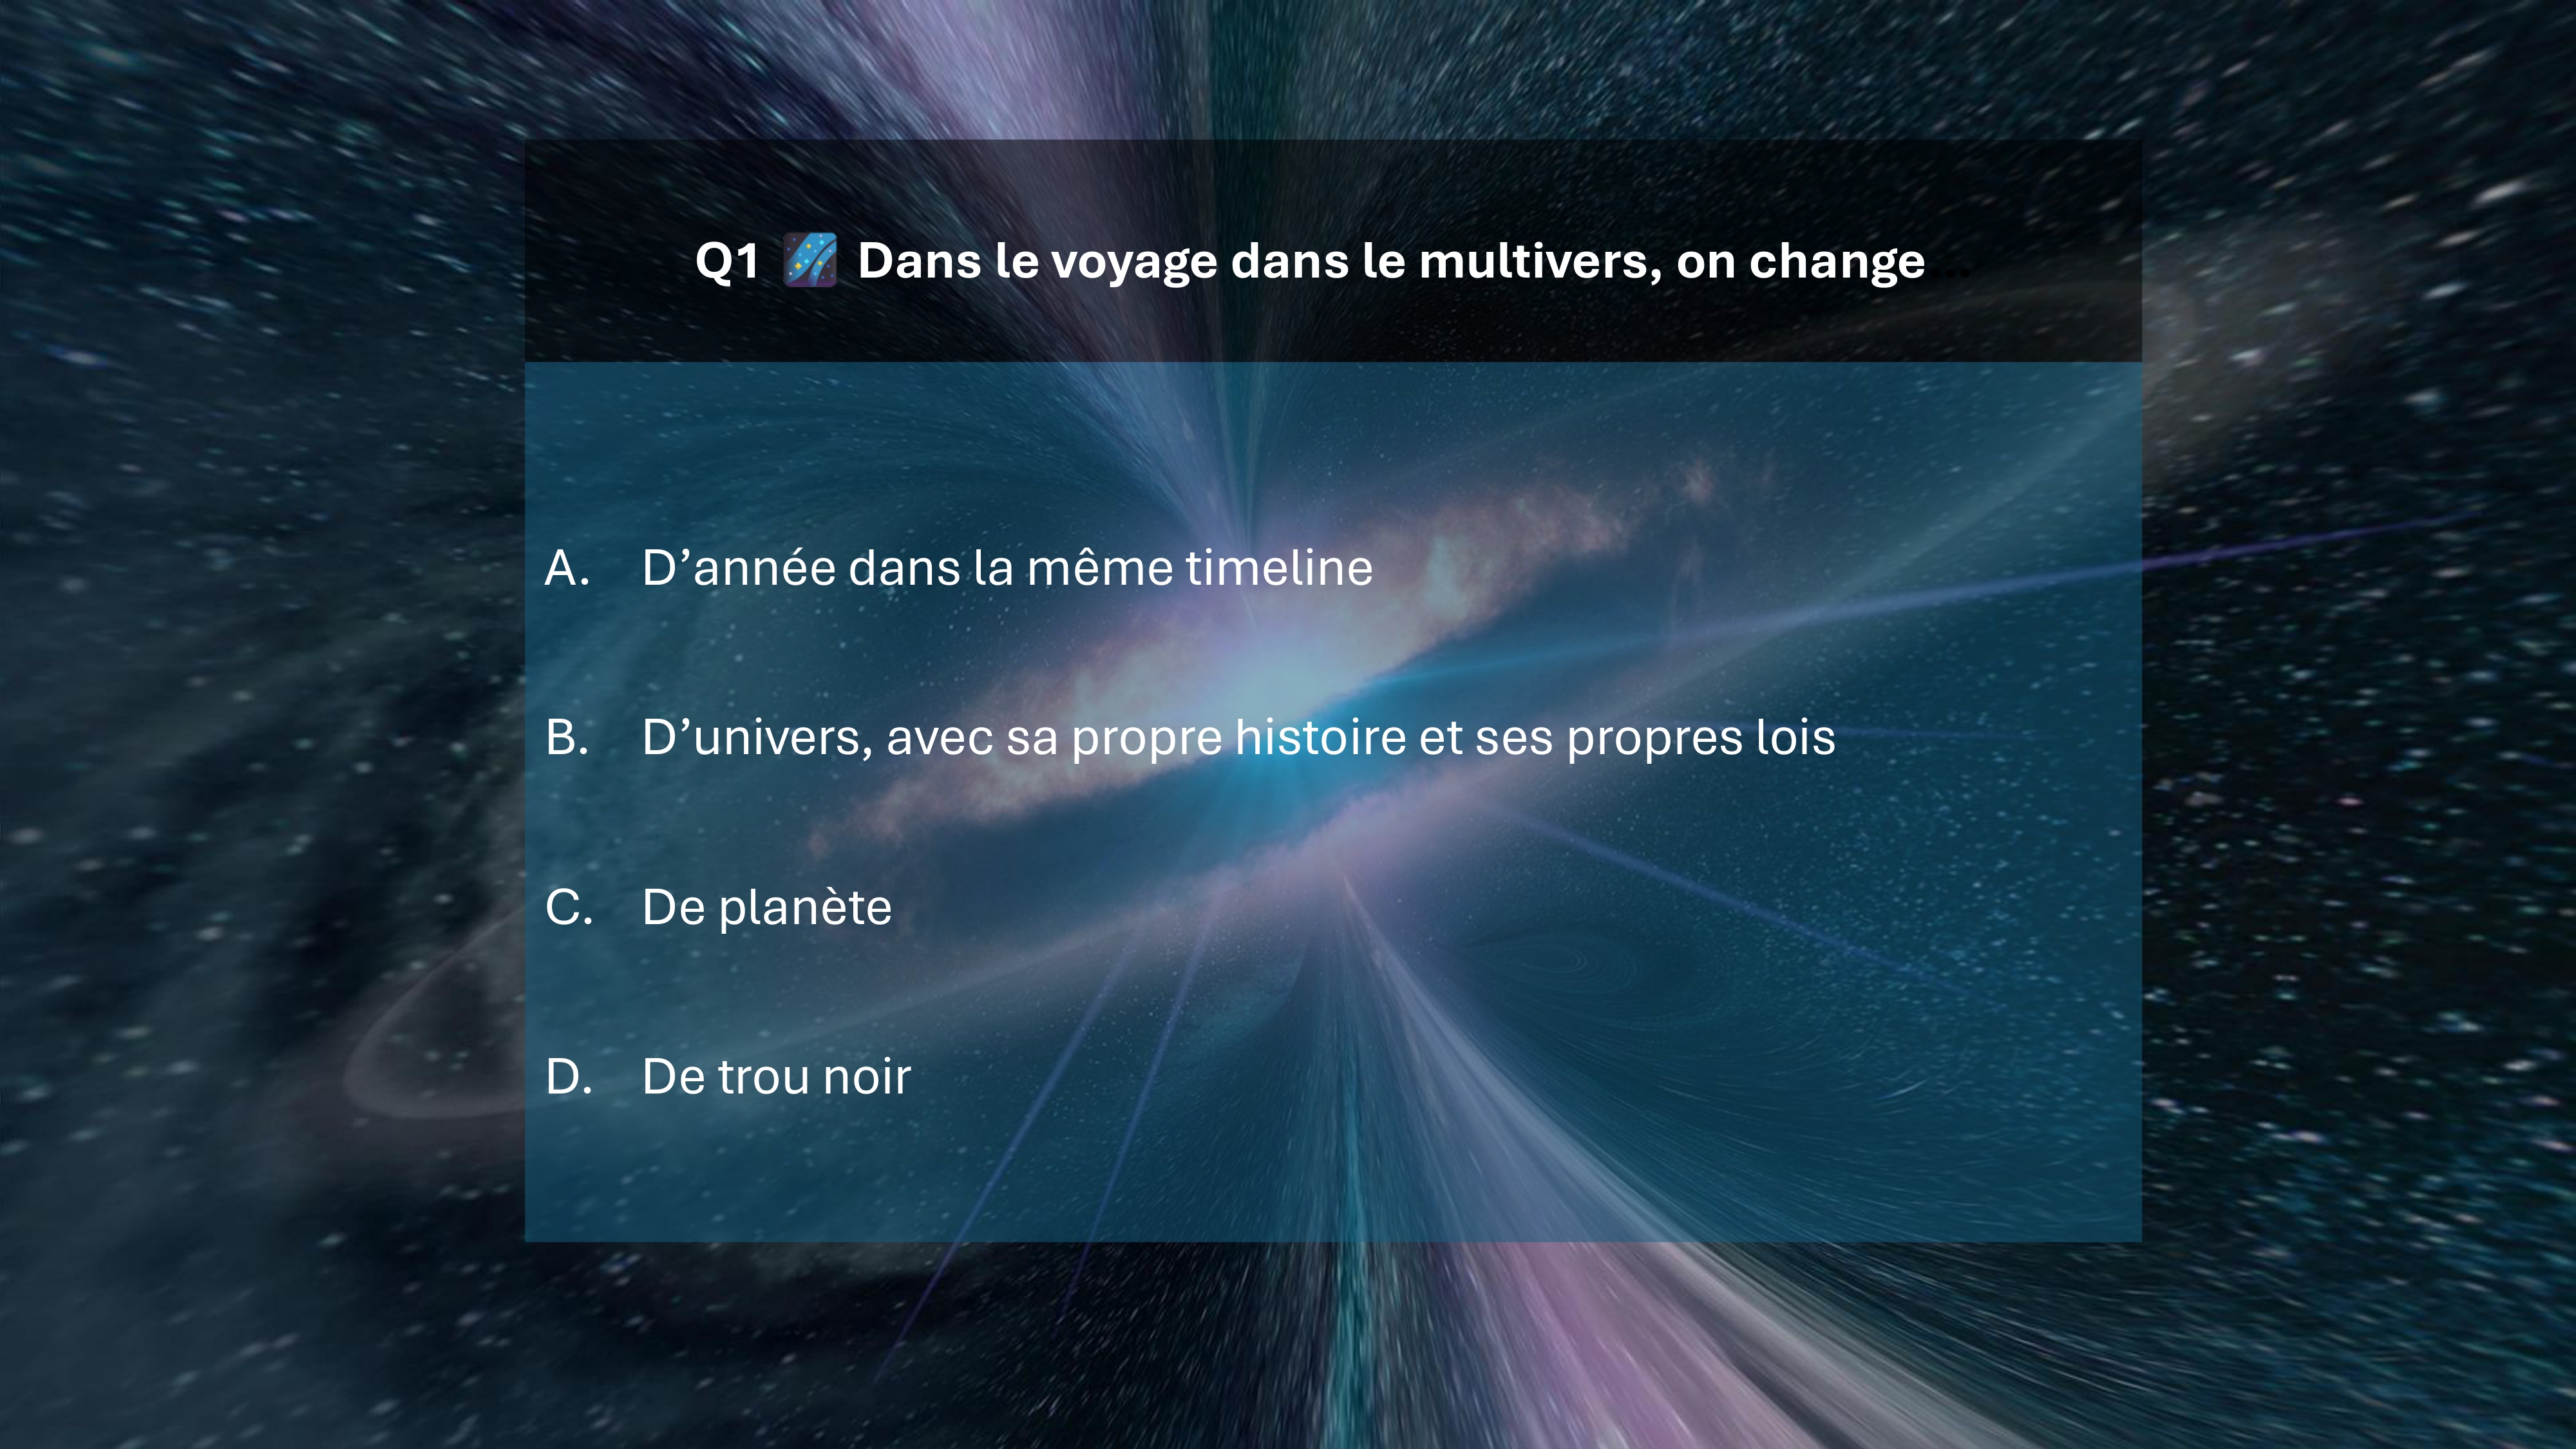 Q1 🌌 Dans le voyage dans le multivers, on change…
A. D’année dans la même timeline
B. D’univers, avec sa propre histoire et ses propres lois
C. De planète
D. De trou noir